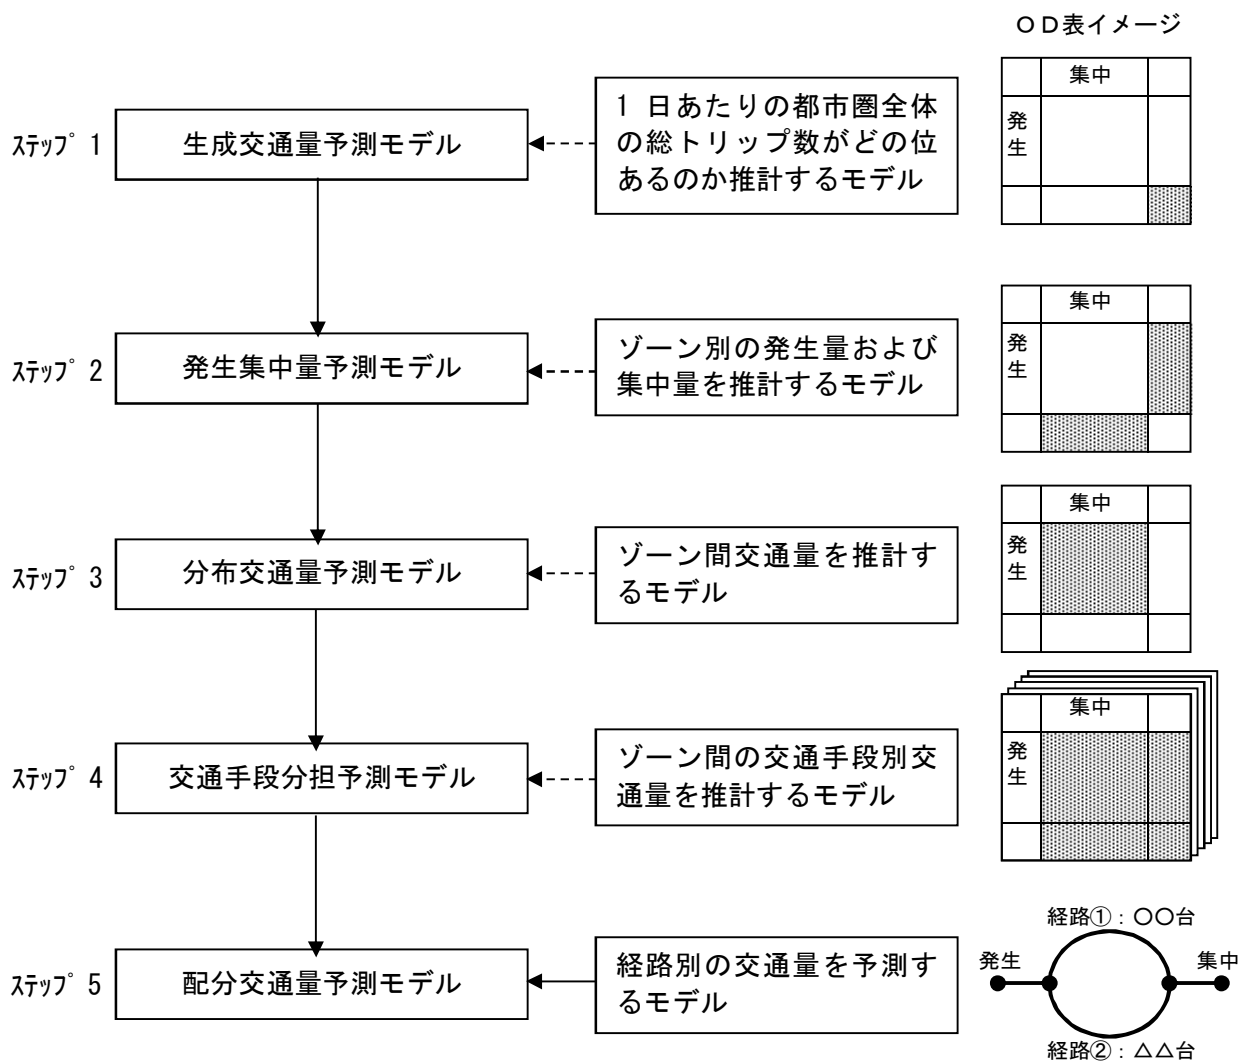 ＯＤ表イメージ
ｽﾃｯﾌﾟ 1
生成交通量予測モデル
1 日あたりの都市圏全体
の総トリップ数がどの位
あるのか推計するモデル
集中
発
生
ｽﾃｯﾌﾟ 2
発生集中量予測モデル
ゾーン別の発生量および
集中量を推計するモデル
集中
発
生
ｽﾃｯﾌﾟ 3
分布交通量予測モデル
ゾーン間交通量を推計す
るモデル
集中
発
生
ｽﾃｯﾌﾟ 4
交通手段分担予測モデル
ゾーン間の交通手段別交
通量を推計するモデル
集中
発
生
ｽﾃｯﾌﾟ 5
配分交通量予測モデル
経路別の交通量を予測す
るモデル
経路①：〇〇台
発生
集中
経路②：△△台